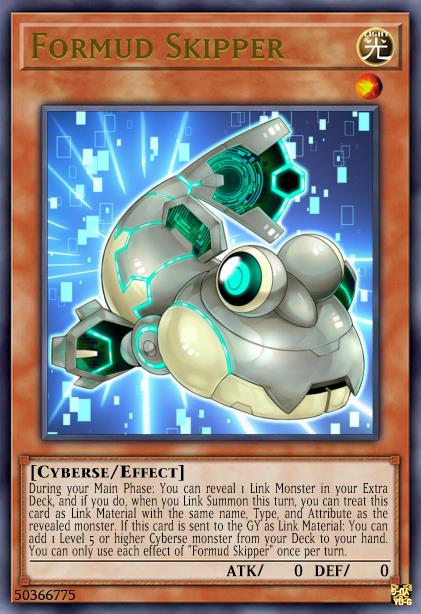 FORMUD SKIPPER
LIGHT
光
[CYBERSE/EFFECT]
During your Main Phase: You can reveal 1 Link Monster in your Extra
Deck, and if you do, when you Link Summon this turn, you can treat
this card as Link Material with the same name, Type, and Attribute as the
revealed monster. If this card is sent to the GY as Link Material: You can
add 1 Level 5 or higher Cyberse monster from your Deck to your hand.
You can only use each effect of "Formud Skipper" once per turn.
ATK/ 0 DEF/ 0
50366775